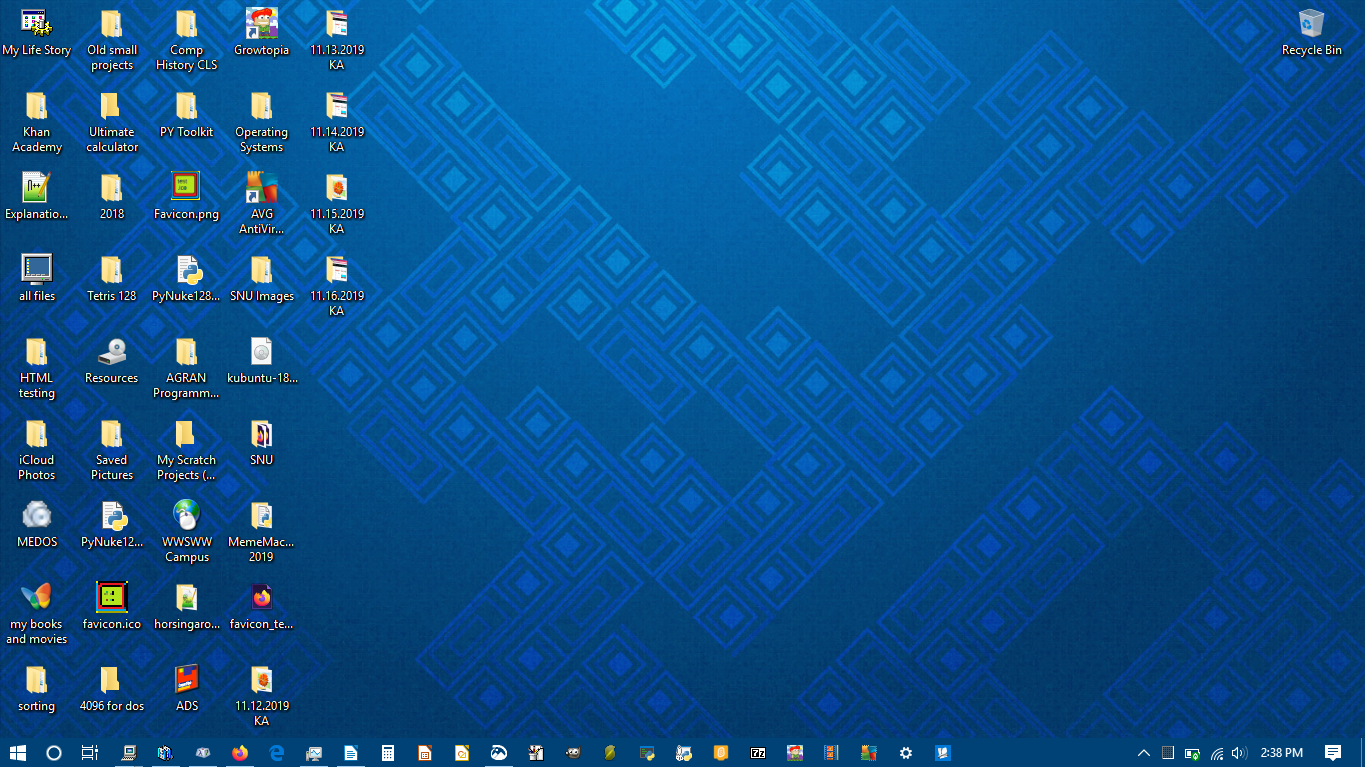 My Life Story
Old small
projects
Comp
History CLS
Growtopia
11.13.2019
KA
Recycle Bin
Khan
Academy
Ultimate
calculator
PY Toolkit
Operating
Systems
11.14.2019
KA
Explanatio...
2018
Favicon.png
AVG
AntiVir...
11.15.2019
KA
all files
Tetris 128
PyNuke128...
SNU Images
11.16.2019
KA
HTML
testing
Resources
AGRAN
Programm...
kubuntu-18...
iCloud
Photos
Saved
Pictures
My Scratch
Projects (...
SNU
MEDOS
PyNuke12...
WWSWW
Campus
MemeMac...
2019
my books
and movies
favicon.ico
horsingaro...
favicon_te...
sorting
4096 for dos
ADS
11.12.2019
KA
2:38 PM